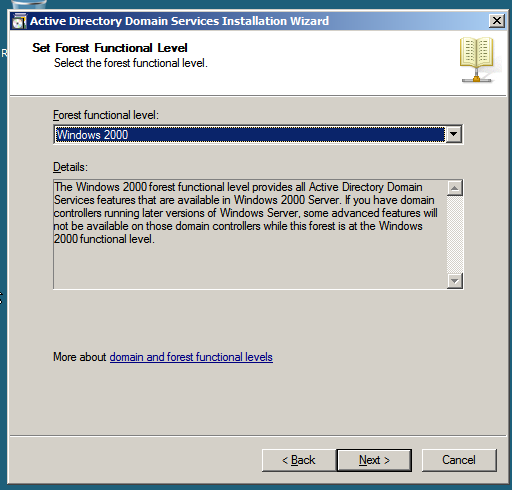 Active Directory Domain Services Installation Wizard
Set Forest Functional Level
Select the forest functional level.
Forest functional level:
Windows 2000
Details:
The Windows 2000 forest functional level provides all Active Directory Domain
Services features that are available in Windows 2000 Server. If you have domain
controllers running later versions of Windows Server, some advanced features will
not be available on those domain controllers while this forest is at the Windows
2000 functional level.
More about domain and forest functional levels
< Back Next > Cancel